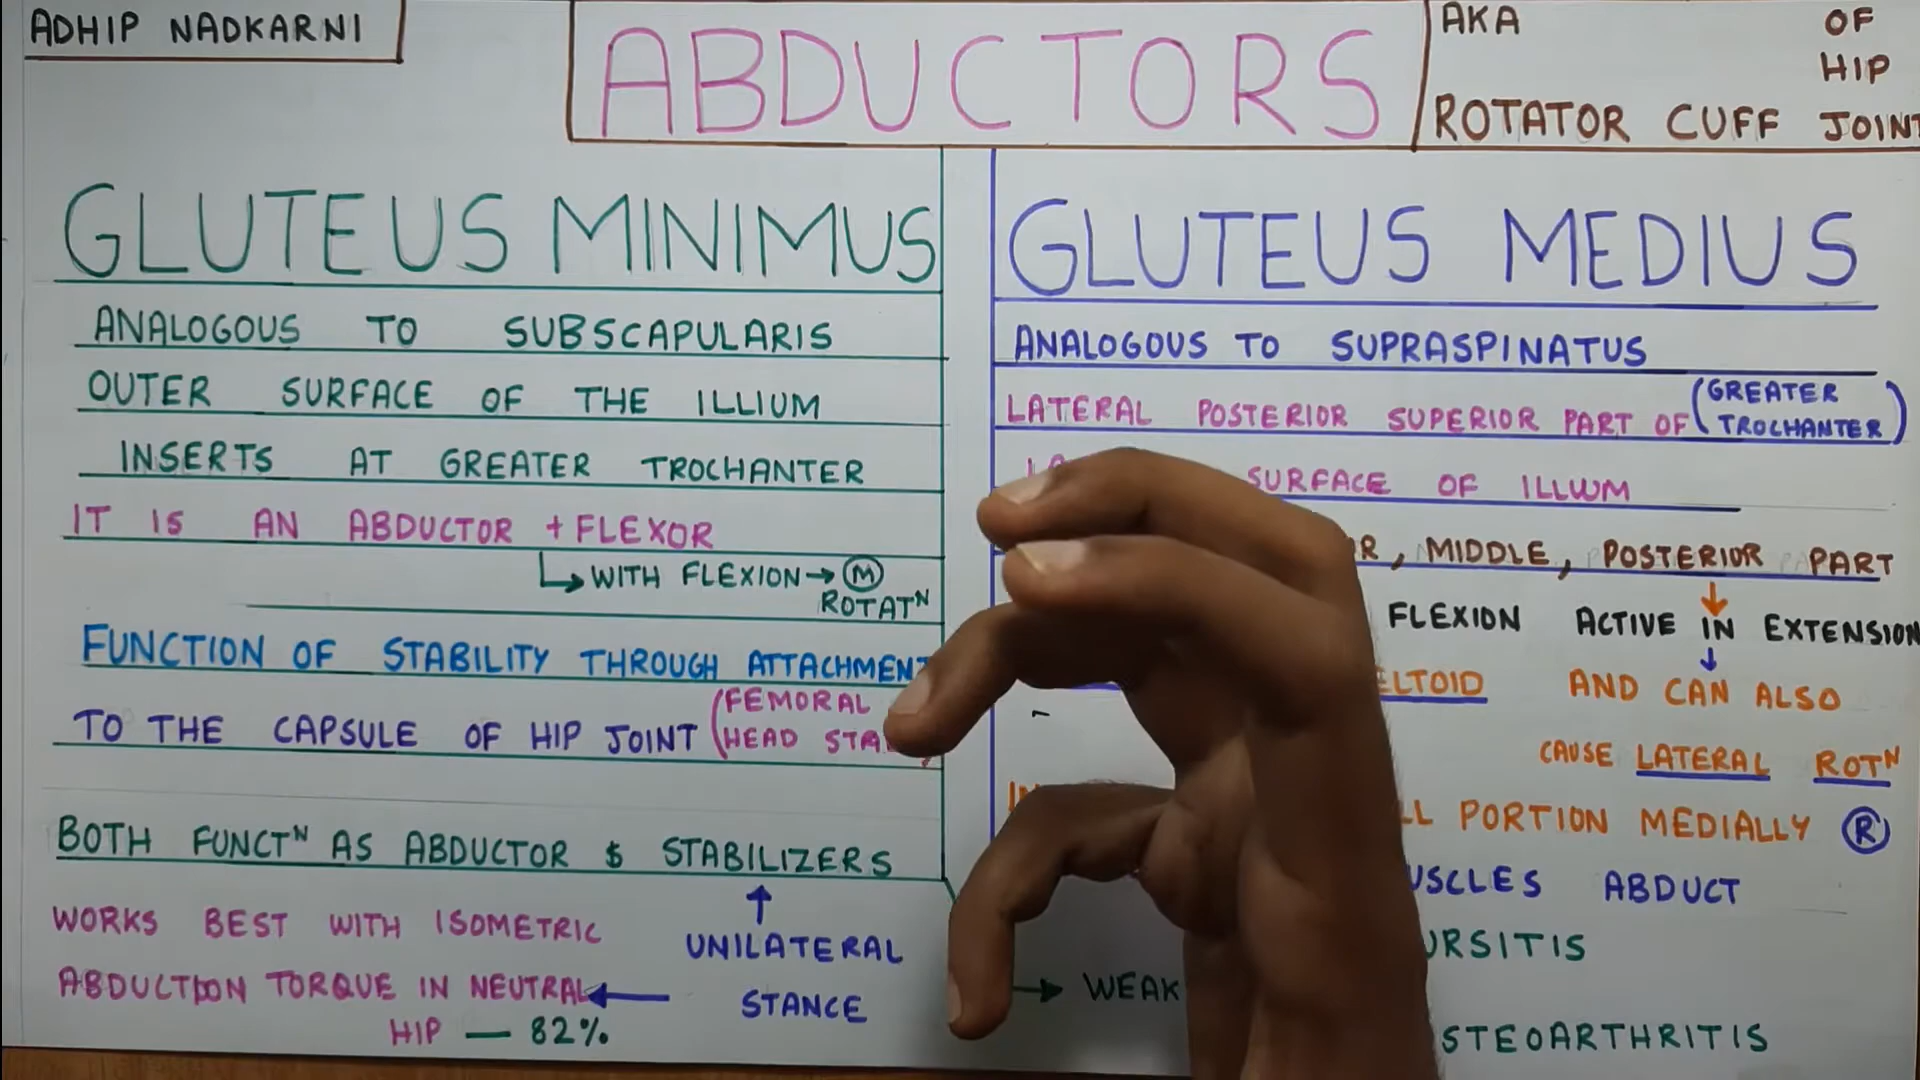 ADHIP NADKARNI
ABDUCTORS
AKA OF
HIP
ROTATOR CUFF JOINT
GLUTEUS MINIMUS
ANALOGOUS TO SUBSCAPULARIS
OUTER SURFACE OF THE ILLIUM
INSERTS AT GREATER TROCHANTER
IT IS AN ABDUCTOR + FLEXOR
WITH FLEXION → M
ROTATN
FUNCTION OF STABILITY THROUGH ATTACHMENT
TO THE CAPSULE OF HIP JOINT (FEMORAL
HEAD
BOTH FUNCTN AS ABDUCTOR $ STABILIZERS
WORKS BEST WITH ISOMETRIC
ABDUCTION TORQUE IN NEUTRAL
HIP — 82%
UNILATERAL
STANCE
GLUTEUS MEDIUS
ANALOGOUS TO SUPRASPINATUS
LATERAL POSTERIOR SUPERIOR PART OF (GREATER
TROCHANTER)
SURFACE OF ILLIUM
, MIDDLE, POSTERIOR PART
FLEXION ACTIVE IN EXTENSION
AND CAN ALSO
CAUSE LATERAL ROTN
PORTION MEDIALLY R
ABDUCT
→ WEAK